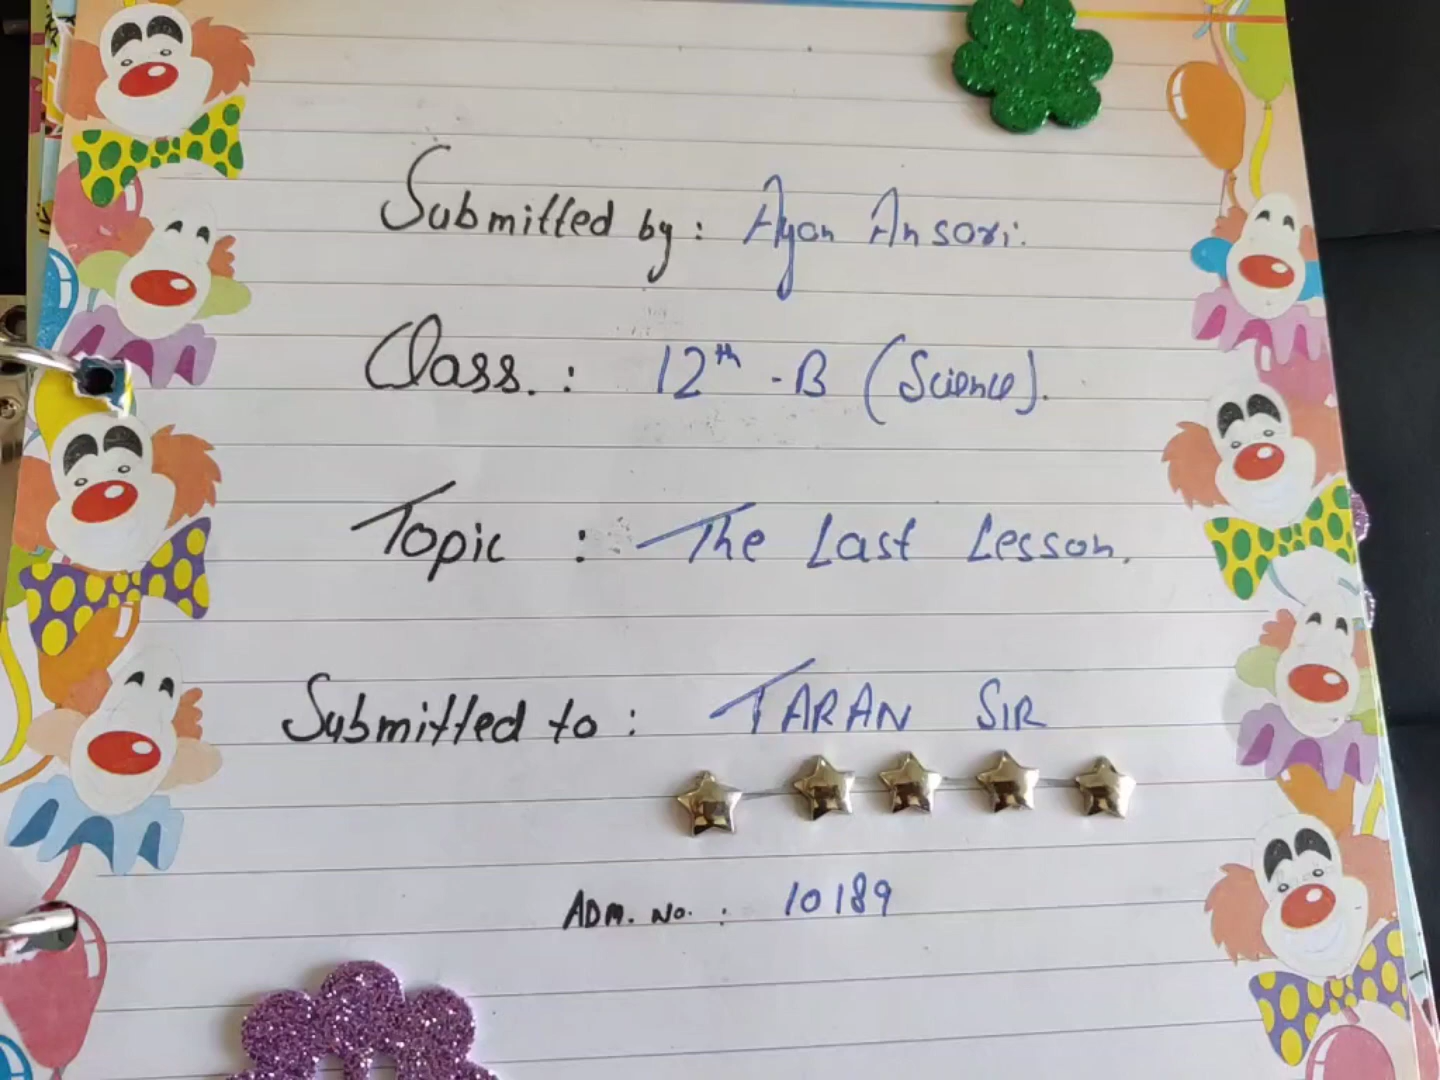 Submitted by : Ayan Ansari.
Class. : 12th - B (Science).
Topic : The Last Lesson.
Submitted to : TARAN SIR
ADM. No. : 10189